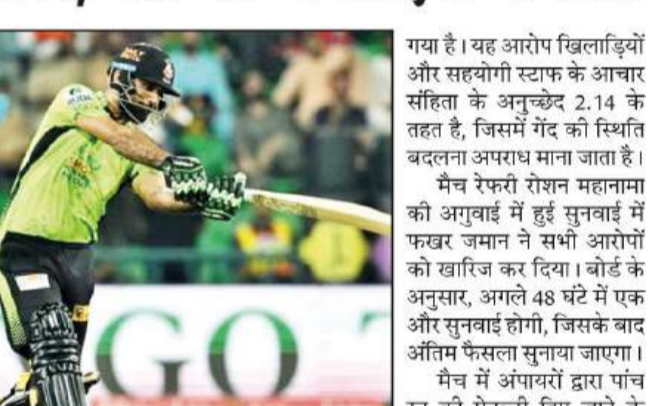 गया है। यह आरोप खिलाड़ियों
और सहयोगी स्टाफ के आचार
संहिता के अनुच्छेद 2.14 के
तहत है, जिसमें गेंद की स्थिति
बदलना अपराध माना जाता है।
मैच रेफरी रोशन महानामा
की अगुवाई में हुई सुनवाई में
फखर जमान ने सभी आरोपों
को खारिज कर दिया। बोर्ड के
अनुसार, अगले 48 घंटे में एक
और सुनवाई होगी, जिसके बाद
अंतिम फैसला सुनाया जाएगा।
मैच में अंपायरों द्वारा पांच
GO